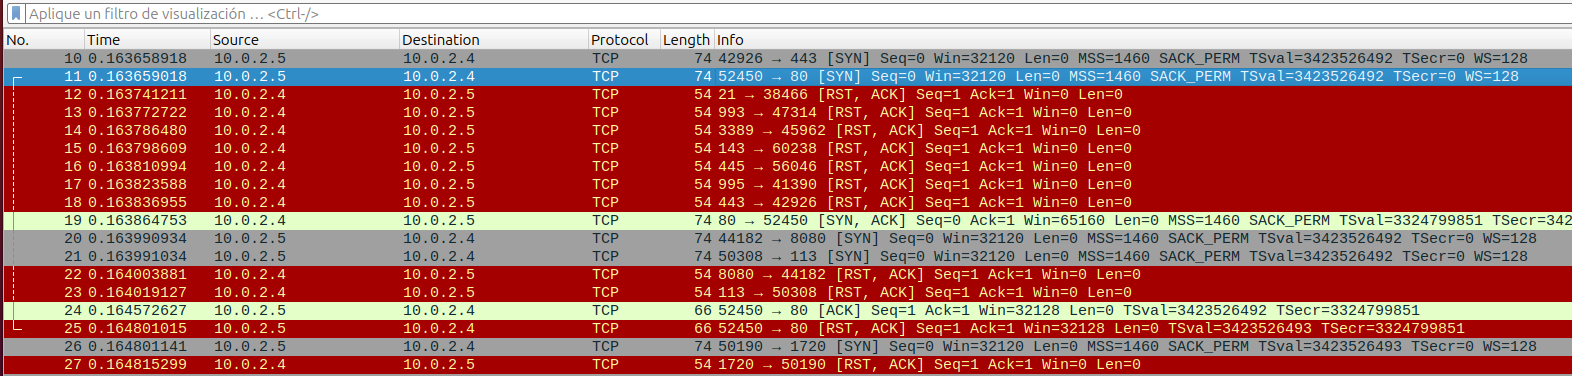 Aplique un filtro de visualización … <Ctrl-/>
No. Time Source Destination Protocol Length Info
10 0.163658918 10.0.2.5 10.0.2.4 TCP 74 42926 → 443 [SYN] Seq=0 Win=32120 Len=0 MSS=1460 SACK_PERM TSval=3423526492 TSecr=0 WS=128
11 0.163659018 10.0.2.5 10.0.2.4 TCP 74 52450 → 80 [SYN] Seq=0 Win=32120 Len=0 MSS=1460 SACK_PERM TSval=3423526492 TSecr=0 WS=128
12 0.163741211 10.0.2.4 10.0.2.5 TCP 54 21 → 38466 [RST, ACK] Seq=1 Ack=1 Win=0 Len=0
13 0.163772722 10.0.2.4 10.0.2.5 TCP 54 993 → 47314 [RST, ACK] Seq=1 Ack=1 Win=0 Len=0
14 0.163786480 10.0.2.4 10.0.2.5 TCP 54 3389 → 45962 [RST, ACK] Seq=1 Ack=1 Win=0 Len=0
15 0.163798609 10.0.2.4 10.0.2.5 TCP 54 143 → 60238 [RST, ACK] Seq=1 Ack=1 Win=0 Len=0
16 0.163810994 10.0.2.4 10.0.2.5 TCP 54 445 → 56046 [RST, ACK] Seq=1 Ack=1 Win=0 Len=0
17 0.163823588 10.0.2.4 10.0.2.5 TCP 54 995 → 41390 [RST, ACK] Seq=1 Ack=1 Win=0 Len=0
18 0.163836955 10.0.2.4 10.0.2.5 TCP 54 443 → 42926 [RST, ACK] Seq=1 Ack=1 Win=0 Len=0
19 0.163864753 10.0.2.4 10.0.2.5 TCP 74 80 → 52450 [SYN, ACK] Seq=0 Ack=1 Win=65160 Len=0 MSS=1460 SACK_PERM TSval=3324799851 TSecr=342
20 0.163990934 10.0.2.5 10.0.2.4 TCP 74 44182 → 8080 [SYN] Seq=0 Win=32120 Len=0 MSS=1460 SACK_PERM TSval=3423526492 TSecr=0 WS=128
21 0.163991034 10.0.2.5 10.0.2.4 TCP 74 50308 → 113 [SYN] Seq=0 Win=32120 Len=0 MSS=1460 SACK_PERM TSval=3423526492 TSecr=0 WS=128
22 0.164003881 10.0.2.4 10.0.2.5 TCP 54 8080 → 44182 [RST, ACK] Seq=1 Ack=1 Win=0 Len=0
23 0.164019127 10.0.2.4 10.0.2.5 TCP 54 113 → 50308 [RST, ACK] Seq=1 Ack=1 Win=0 Len=0
24 0.164572627 10.0.2.5 10.0.2.4 TCP 66 52450 → 80 [ACK] Seq=1 Ack=1 Win=32128 Len=0 TSval=3423526492 TSecr=3324799851
25 0.164801015 10.0.2.5 10.0.2.4 TCP 66 52450 → 80 [RST, ACK] Seq=1 Ack=1 Win=32128 Len=0 TSval=3423526493 TSecr=3324799851
26 0.164801141 10.0.2.5 10.0.2.4 TCP 74 50190 → 1720 [SYN] Seq=0 Win=32120 Len=0 MSS=1460 SACK_PERM TSval=3423526493 TSecr=0 WS=128
27 0.164815299 10.0.2.4 10.0.2.5 TCP 54 1720 → 50190 [RST, ACK] Seq=1 Ack=1 Win=0 Len=0